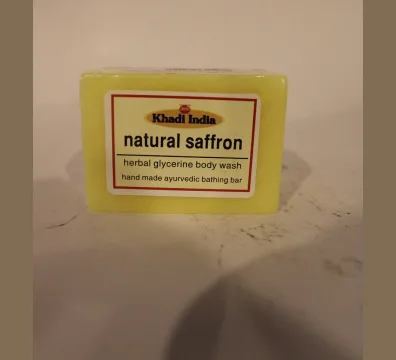 Khadi India
natural saffron
herbal glycerine body wash
hand made ayurvedic bathing bar